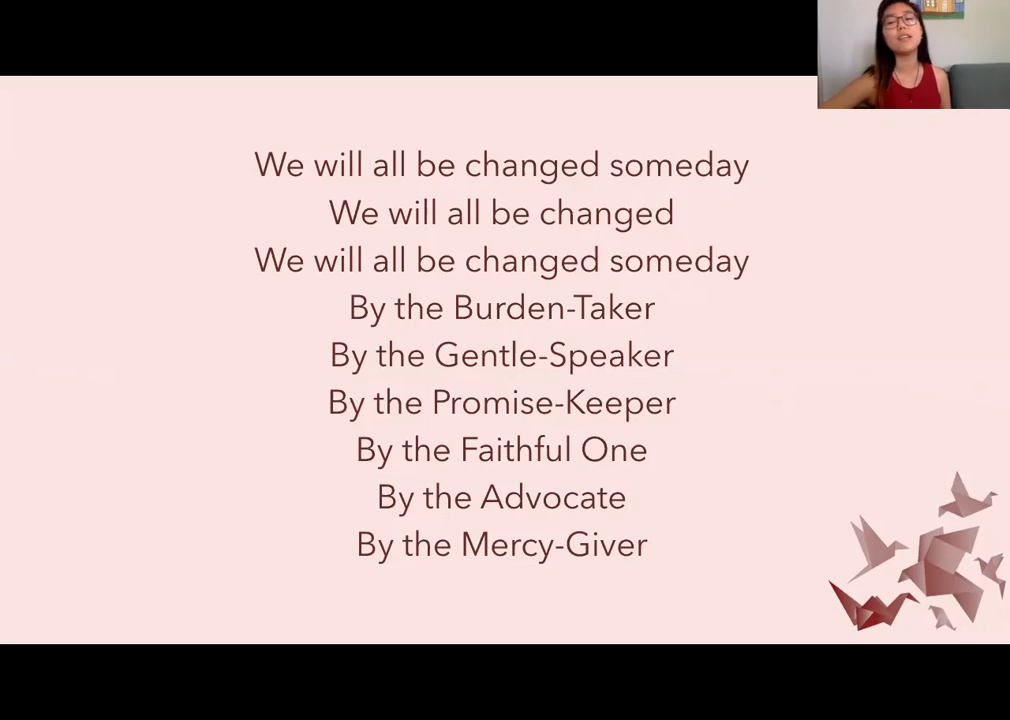 We will all be changed someday
We will all be changed
We will all be changed someday
By the Burden-Taker
By the Gentle-Speaker
By the Promise-Keeper
By the Faithful One
By the Advocate
By the Mercy-Giver